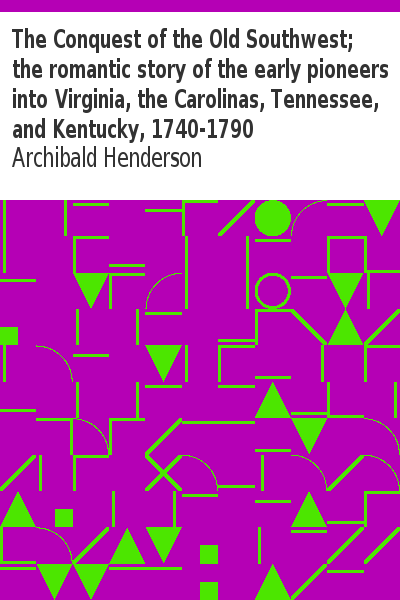 The Conquest of the Old Southwest;
the romantic story of the early pioneers
into Virginia, the Carolinas, Tennessee,
and Kentucky, 1740-1790
Archibald Henderson